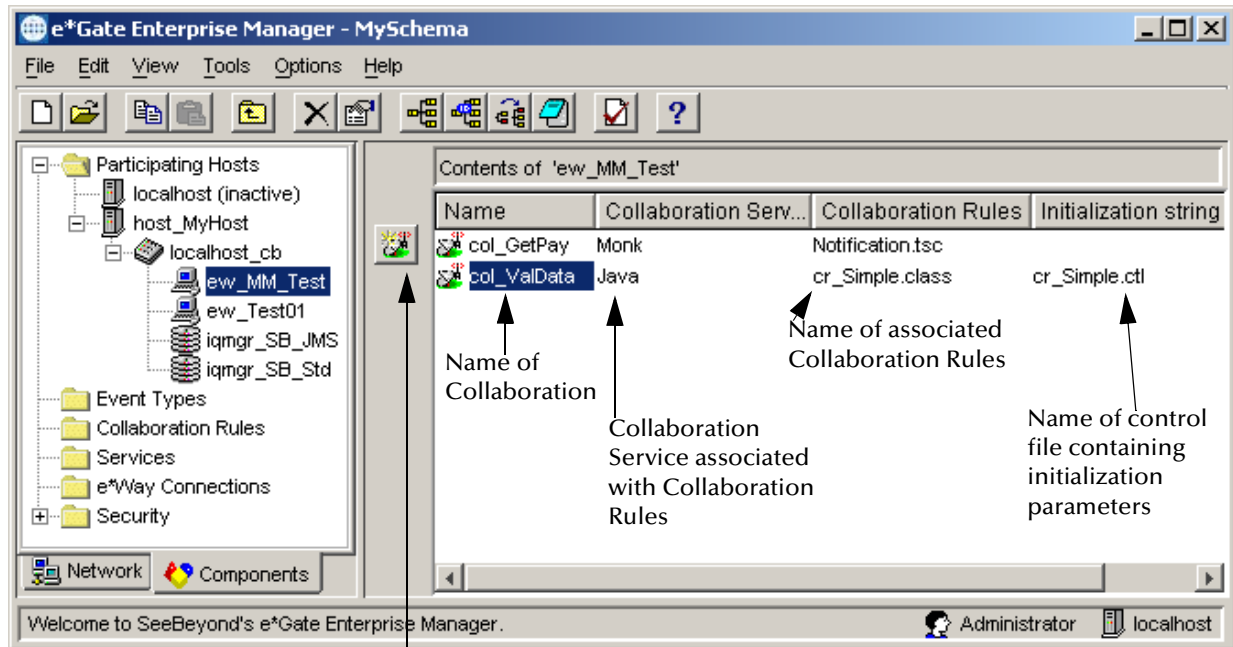 e*Gate Enterprise Manager - MySchema
File Edit View Tools Options Help
Participating Hosts
localhost (inactive)
host_MyHost
localhost_cb
ew_MM_Test
ew_Test01
iqmgr_SB_JMS
iqmgr_SB_Std
Event Types
Collaboration Rules
Services
e*Way Connections
Security
Network Components
Contents of 'ew_MM_Test'
Name Collaboration Serv... Collaboration Rules Initialization string
col_GetPay Monk Notification.tsc
col_ValData Java cr_Simple.class cr_Simple.ctl
Name of
Collaboration
Collaboration
Service associated
with Collaboration
Rules
Name of associated
Collaboration Rules
Name of control
file containing
initialization
parameters
Welcome to SeeBeyond's e*Gate Enterprise Manager. Administrator localhost